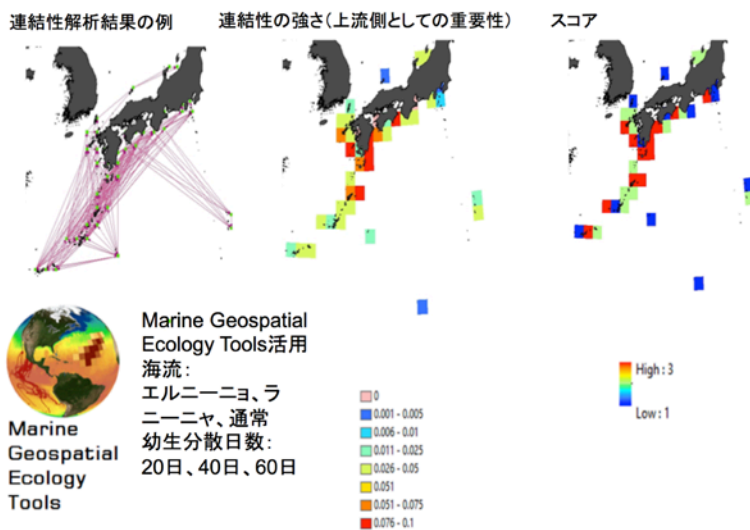 連結性解析結果の例
連結性の強さ(上流側としての重要性)
スコア
Marine Geospatial
Ecology Tools活用
海流:
エルニーニョ、ラ
ニーニャ、通常
幼生分散日数:
20日、40日、60日
Marine
Geospatial
Ecology
Tools
0
0.001 - 0.005
0.006 - 0.01
0.011 - 0.025
0.026 - 0.05
0.051
0.051 - 0.075
0.076 - 0.1
High : 3
Low : 1